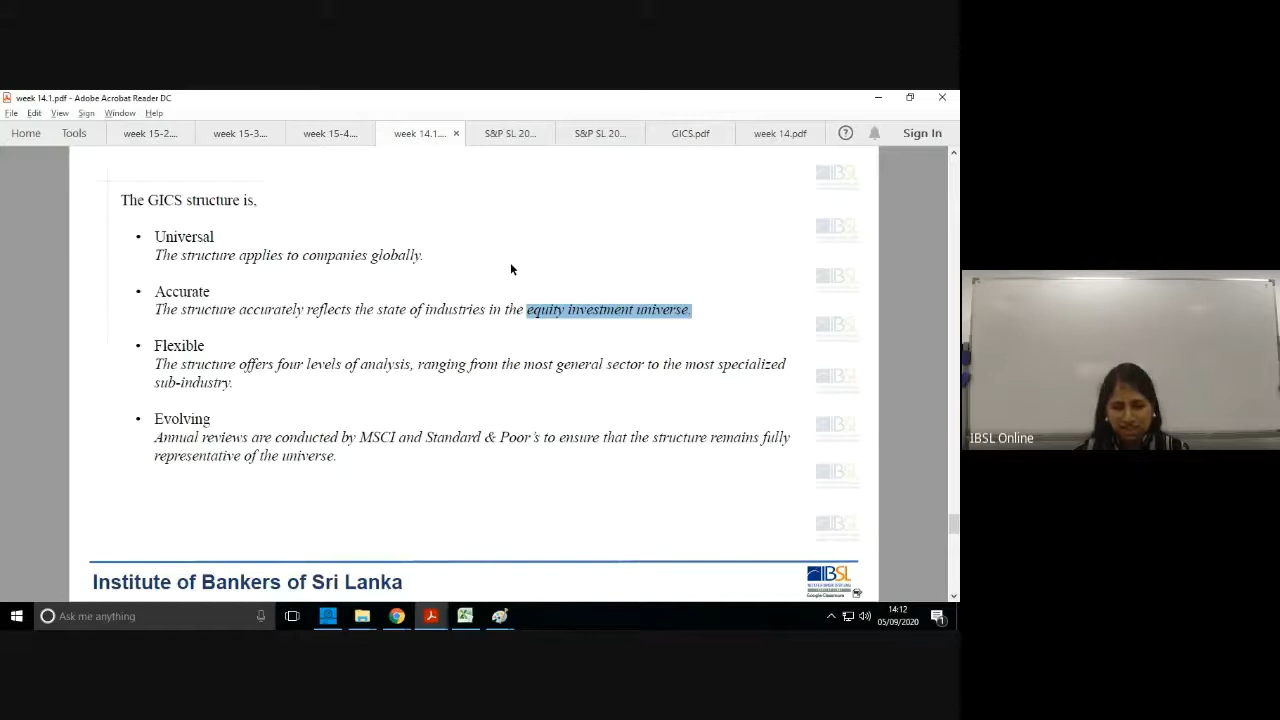 week 14.1.pdf - Adobe Acrobat Reader DC
File Edit View Sign Window Help
Home Tools week 15-2.... week 15-3.... week 15-4.... week 14.1.... × S&P SL 20... S&P SL 20... GICS.pdf week 14.pdf Sign In
The GICS structure is,
• Universal
The structure applies to companies globally.
• Accurate
The structure accurately reflects the state of industries in the equity investment universe.
• Flexible
The structure offers four levels of analysis, ranging from the most general sector to the most specialized
sub-industry.
• Evolving
Annual reviews are conducted by MSCI and Standard & Poor's to ensure that the structure remains fully
representative of the universe.
Institute of Bankers of Sri Lanka
IBSL
Google Classroom
IBSL Online
Ask me anything
14:12
05/09/2020